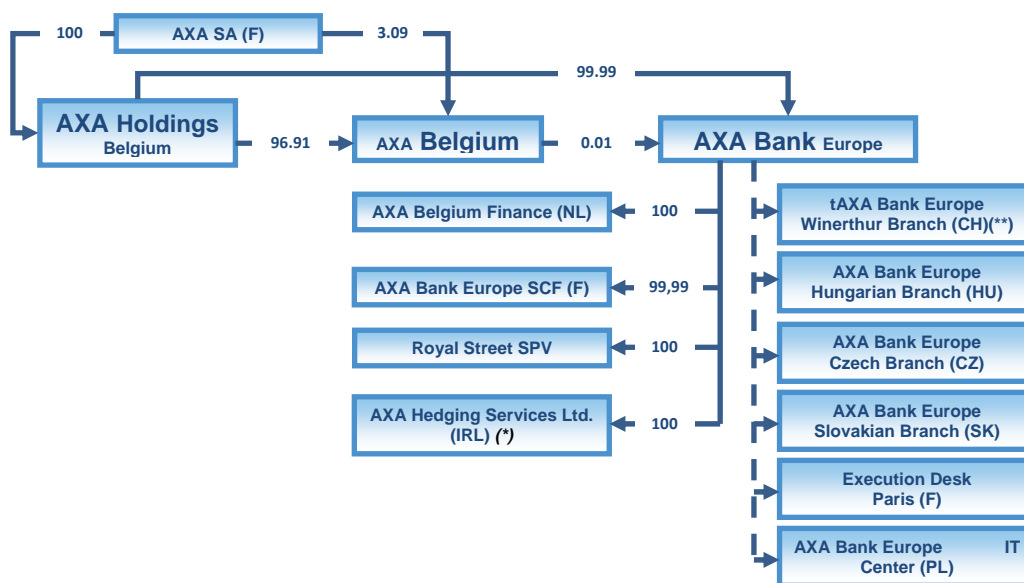 100
AXA SA (F)
3.09
99.99
AXA Holdings
Belgium
96.91
AXA Belgium
0.01
AXA Bank Europe
AXA Belgium Finance (NL)
100
AXA Bank Europe SCF (F)
99,99
Royal Street SPV
100
AXA Hedging Services Ltd.
(IRL) (*)
100
tAXA Bank Europe
Winerthur Branch (CH)(**)
AXA Bank Europe
Hungarian Branch (HU)
AXA Bank Europe
Czech Branch (CZ)
AXA Bank Europe
Slovakian Branch (SK)
Execution Desk
Paris (F)
AXA Bank Europe IT
Center (PL)